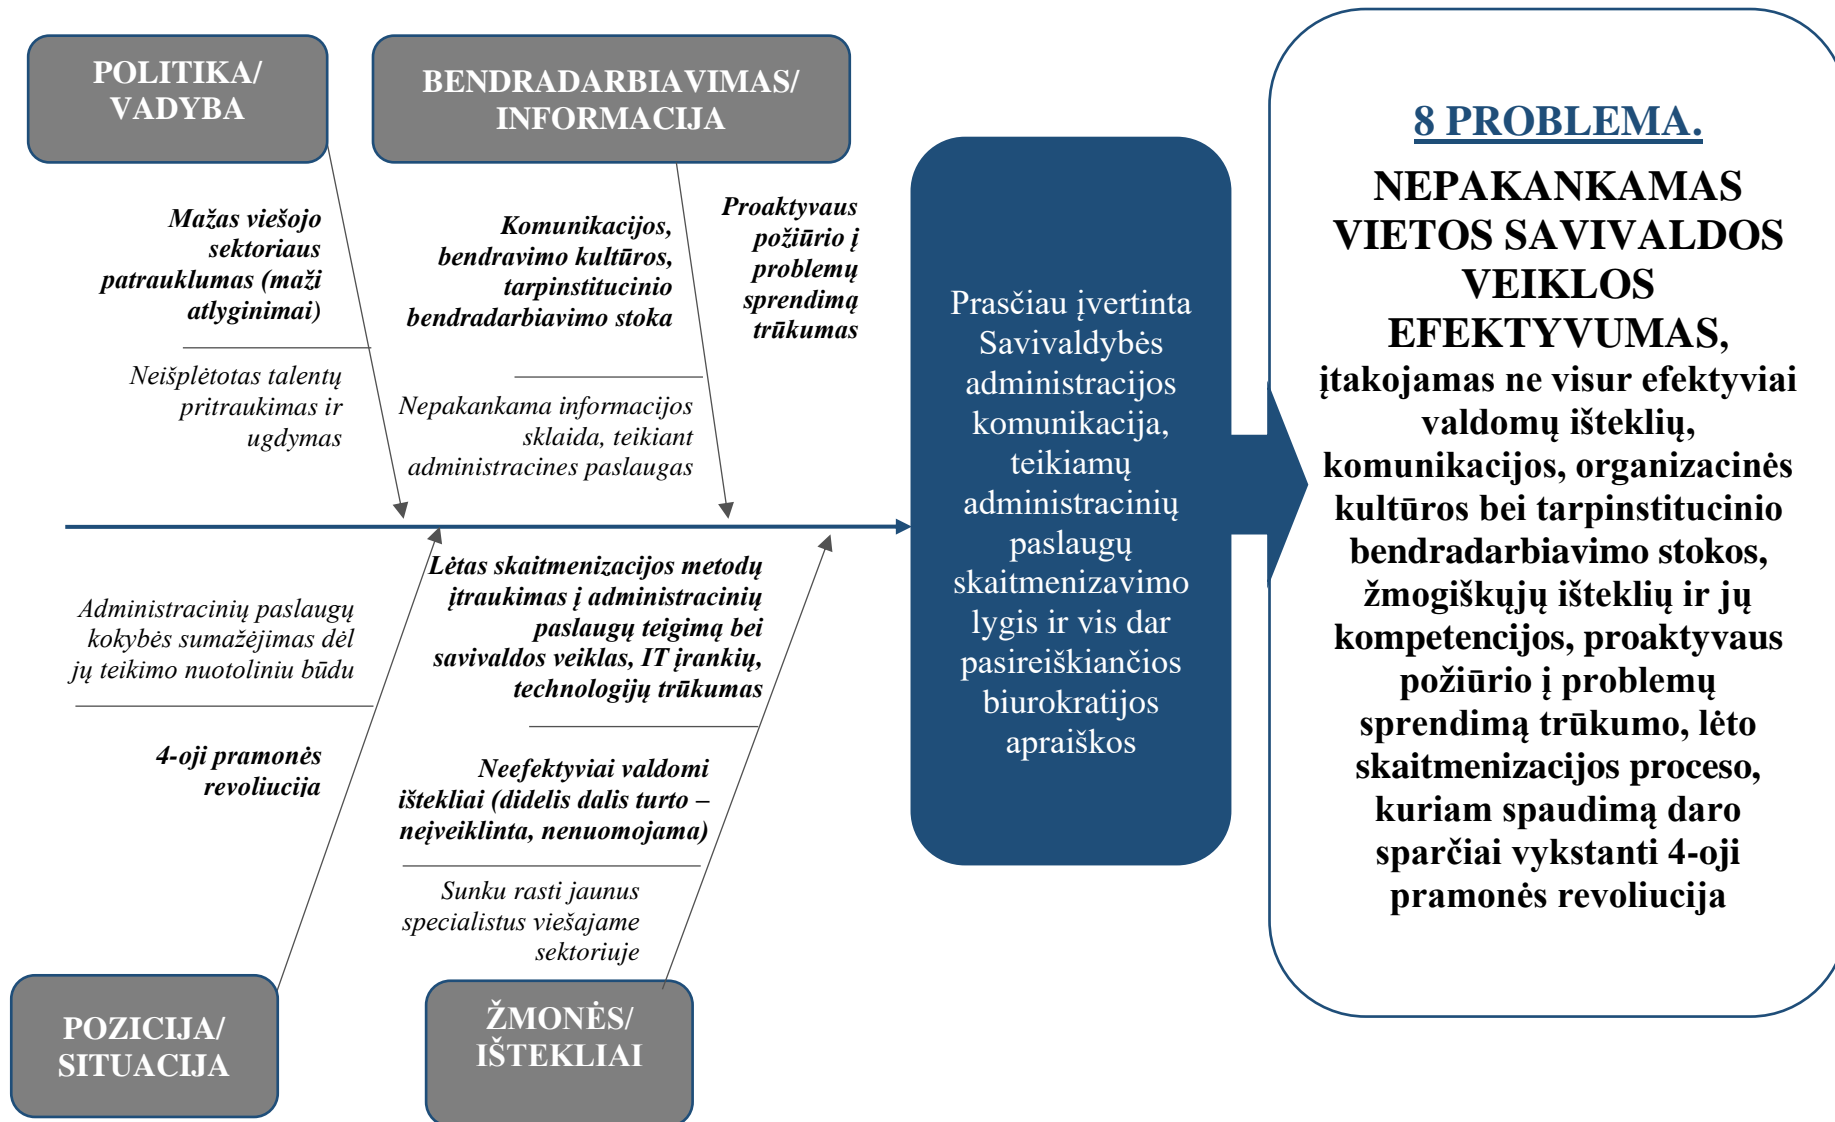 POLITIKA/
VADYBA
BENDRADARBIAVIMAS/
INFORMACIJA
Mažas viešojo
sektoriaus
patrauklumas (maži
atlyginimai)
Neišplėtotas talentų
pritraukimas ir
ugdymas
Komunikacijos,
bendravimo kultūros,
tarpinstitucinio
bendradarbiavimo stoka
Nepakankama informacijos
sklaida, teikiant
administracines paslaugas
Proaktyvaus
požiūrio į
problemų
sprendimą
trūkumas
Administracinių paslaugų
kokybės sumažėjimas dėl
jų teikimo nuotoliniu būdu
4-oji pramonės
revoliucija
Lėtas skaitmenizacijos metodų
įtraukimas į administracinių
paslaugų teigimą bei
savivaldos veiklas, IT įrankių,
technologijų trūkumas
Neefektyviai valdomi
ištekliai (didelis dalis turto –
neįveiklinta, nenuomojama)
Sunku rasti jaunus
specialistus viešajame
sektoriuje
POZICIJA/
SITUACIJA
ŽMONĖS/
IŠTEKLIAI
Prasčiau įvertinta
Savivaldybės
administracijos
komunikacija,
teikiamų
administracinių
paslaugų
skaitmenizavimo
lygis ir vis dar
pasireiškiančios
biurokratijos
apraiškos
8 PROBLEMA.
NEPAKANKAMAS
VIETOS SAVIVALDOS
VEIKLOS
EFEKTYVUMAS,
įtakojamas ne visur efektyviai
valdomų išteklių,
komunikacijos, organizacinės
kultūros bei tarpinstitucinio
bendradarbiavimo stokos,
žmogiškųjų išteklių ir jų
kompetencijos, proaktyvaus
požiūrio į problemų
sprendimą trūkumo, lėto
skaitmenizacijos proceso,
kuriam spaudimą daro
sparčiai vykstanti 4-oji
pramonės revoliucija